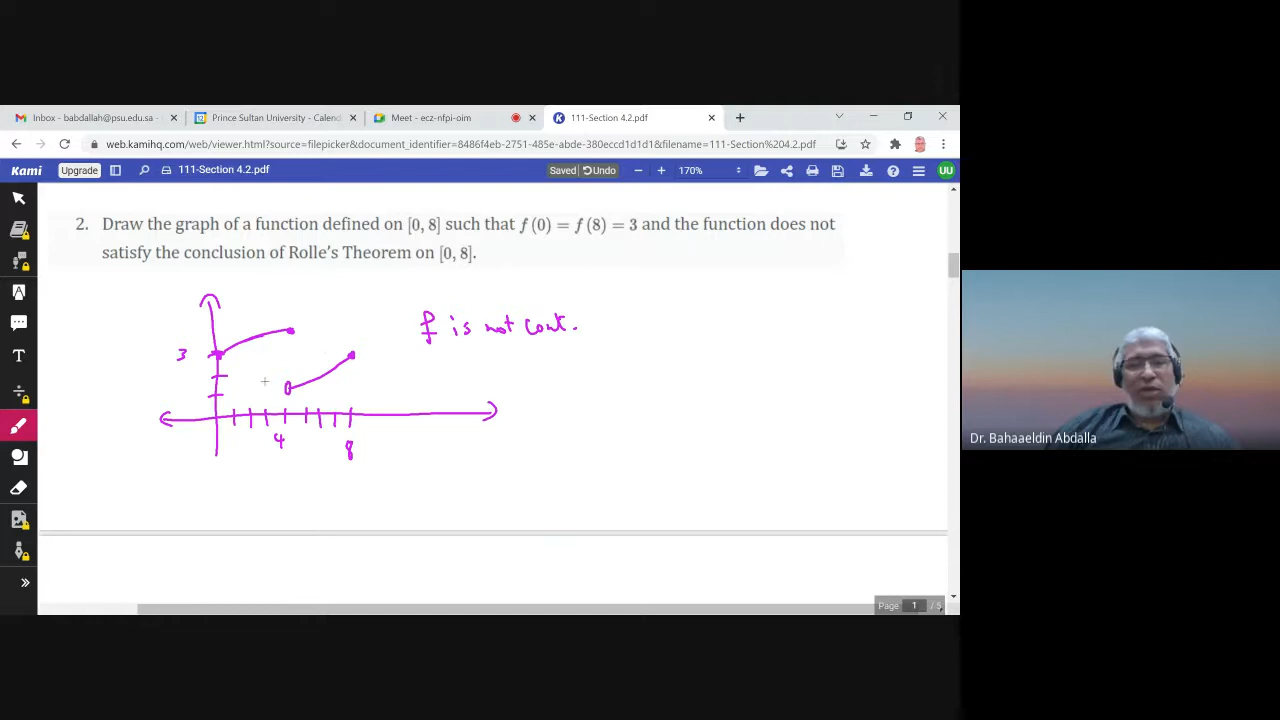 Inbox - babdallah@psu.edu.sa -
Prince Sultan University - Calend
Meet - ecz-nfpi-oim
111-Section 4.2.pdf
web.kamihq.com/web/viewer.html?source=filepicker&document_identifier=8486f4eb-2751-485e-abde-380eccd1d1d1&filename=111-Section%204.2.pdf
Kami
Upgrade
111-Section 4.2.pdf
Saved
Undo
170%
UU
2. Draw the graph of a function defined on [0, 8] such that f (0) = f (8) = 3 and the function does not
satisfy the conclusion of Rolle's Theorem on [0, 8].
f is not cont.
3
4
8
Dr. Bahaaeldin Abdalla
Page 1 / 5